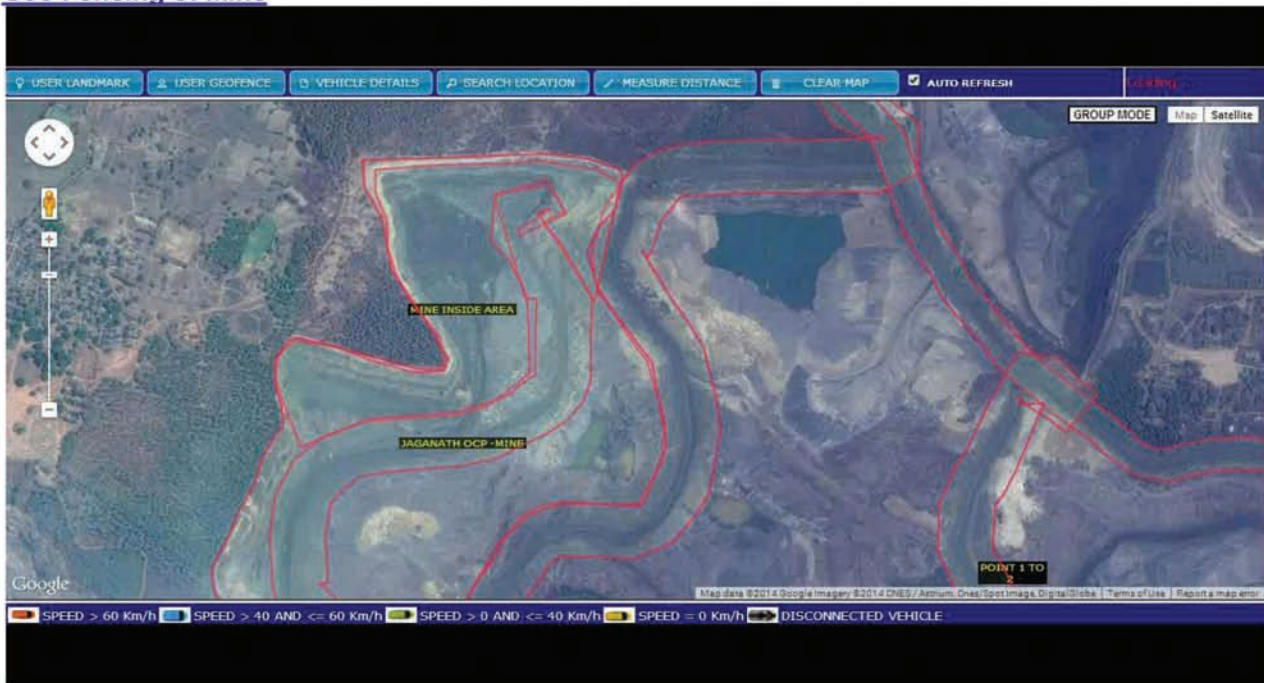 USER LANDMARK USER GEOFENCE VEHICLE DETAILS SEARCH LOCATION MEASURE DISTANCE CLEAR MAP AUTO REFRESH Loading...
GROUP MODE Map Satellite
MINE INSIDE AREA
JAGANATH OCP -MINE
POINT 1 TO
2
Google
Map data ©2014 Google Imagery ©2014 CNES / Astrium, Cnes/Spot Image, DigitalGlobe Terms of Use Report a map error
SPEED > 60 Km/h SPEED > 40 AND <= 60 Km/h SPEED > 0 AND <= 40 Km/h SPEED = 0 Km/h DISCONNECTED VEHICLE